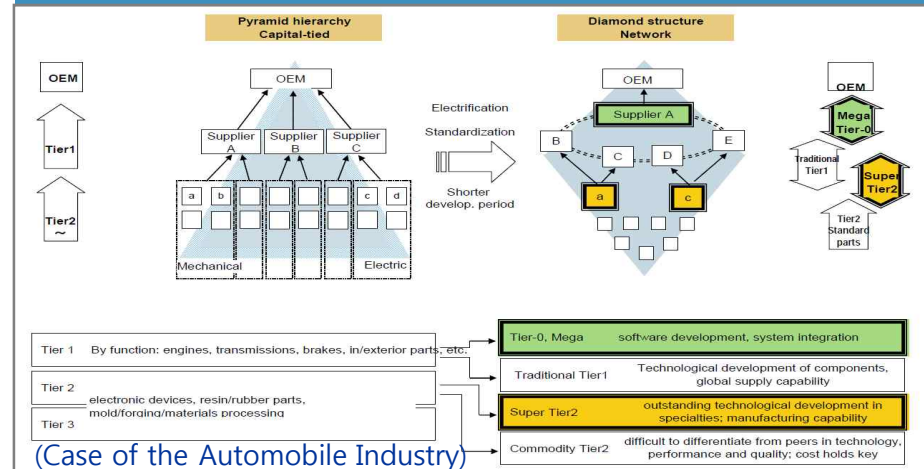 Pyramid hierarchy
Capital-tied
Diamond structure
Network
OEM
Tier1
Tier2
~
OEM
Supplier
A
Supplier
B
Supplier
C
a
b
c
d
Mechanical
Electric
Electrification
Standardization
Shorter
develop. period
OEM
Supplier A
B
C
D
E
a
c
OEM
Mega
Tier-0
Traditional
Tier1
Super
Tier2
Tier2
Standard
parts
Tier 1 By function: engines, transmissions, brakes, in/exterior parts, etc.
Tier 2
electronic devices, resin/rubber parts,
mold/forging/materials processing
Tier 3
(Case of the Automobile Industry)
Tier-0, Mega software development, system integration
Traditional Tier1 Technological development of components,
global supply capability
Super Tier2 outstanding technological development in
specialties; manufacturing capability
Commodity Tier2 difficult to differentiate from peers in technology,
performance and quality; cost holds key